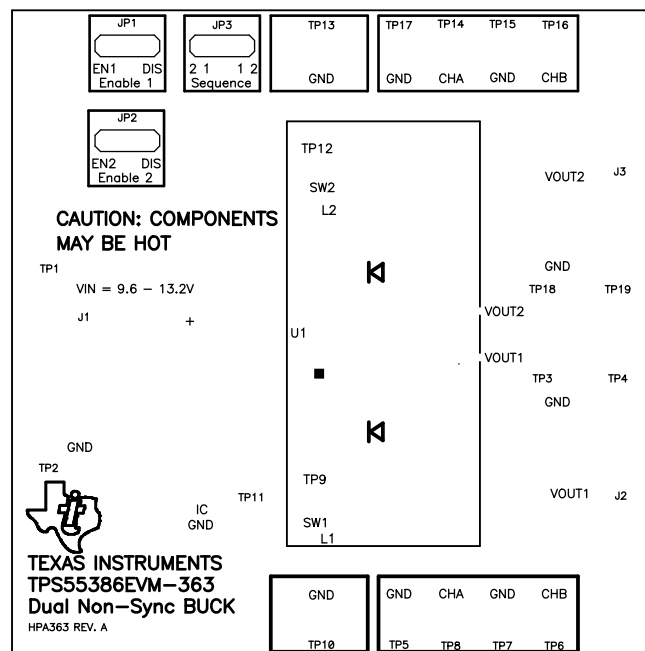 JP1
EN1 DIS
Enable 1
JP3
2 1 1 2
Sequence
TP13
GND
TP17 TP14 TP15 TP16
GND CHA GND CHB
JP2
EN2 DIS
Enable 2
TP12
SW2
L2
VOUT2 J3
CAUTION: COMPONENTS
MAY BE HOT
TP1
GND
VIN = 9.6 – 13.2V
TP18 TP19
J1 +
VOUT2
U1
VOUT1
TP3 TP4
GND
GND
TP2
TP9
TP11
VOUT1 J2
IC
GND
SW1
L1
TEXAS INSTRUMENTS
TPS55386EVM–363
Dual Non–Sync BUCK
HPA363 REV. A
GND
TP10
GND CHA GND CHB
TP5 TP8 TP7 TP6